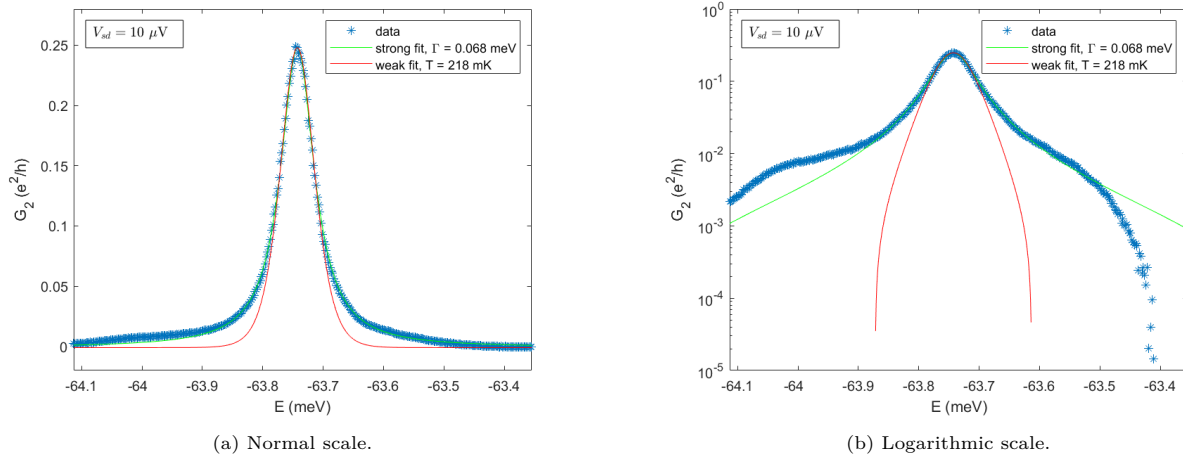 V_sd = 10 μV
data
strong fit, Γ = 0.068 meV
weak fit, T = 218 mK
G_2 (e^2/h)
0.25
0.2
0.15
0.1
0.05
0
-64.1 -64 -63.9 -63.8 -63.7 -63.6 -63.5 -63.4
E (meV)
(a) Normal scale.
V_sd = 10 μV
data
strong fit, Γ = 0.068 meV
weak fit, T = 218 mK
G_2 (e^2/h)
10^0
10^-1
10^-2
10^-3
10^-4
10^-5
-64.1 -64 -63.9 -63.8 -63.7 -63.6 -63.5 -63.4
E (meV)
(b) Logarithmic scale.